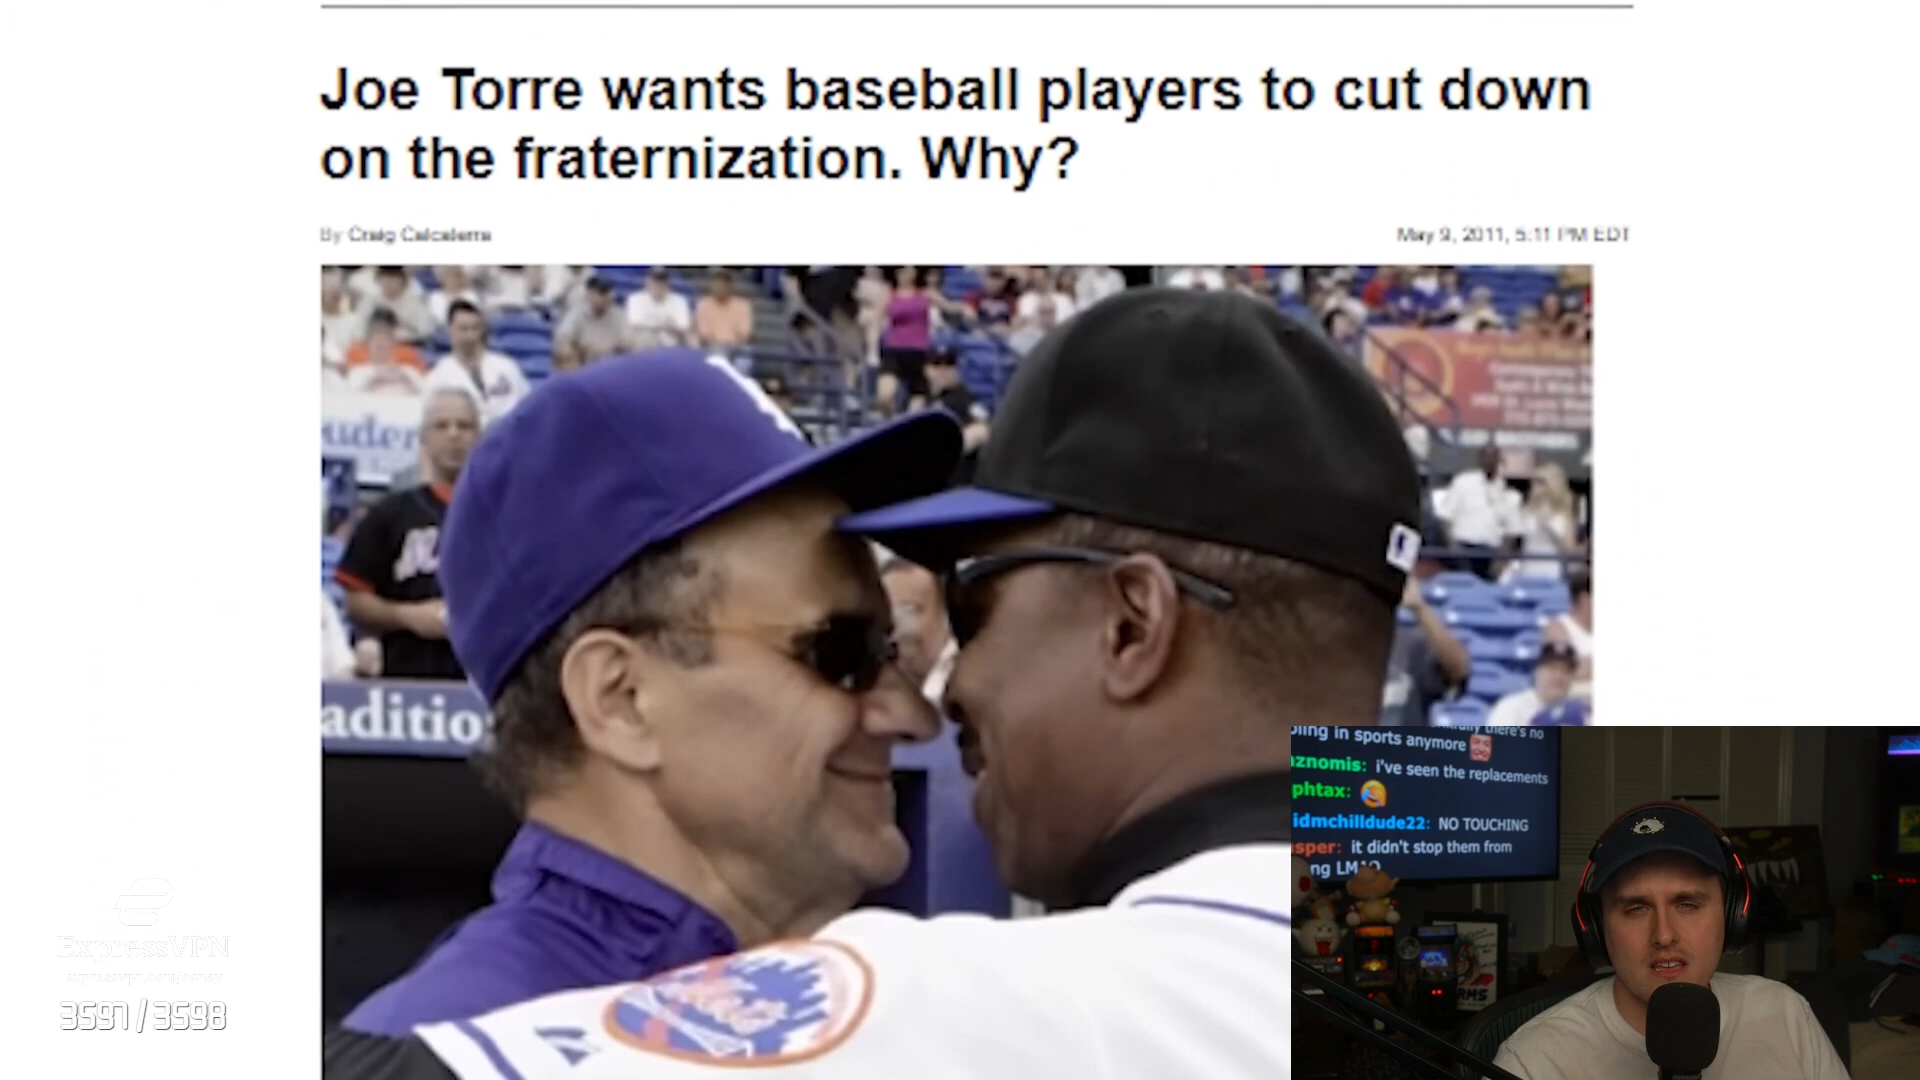 Joe Torre wants baseball players to cut down
on the fraternization. Why?
By Craig Calcaterra
May 9, 2011, 5:11 PM EDT
aditio
Mets
there's no
in sports anymore
znomis: i've seen the replacements
phtax:
idmchilldude22: NO TOUCHING
sper: it didn't stop them from
ng LMAO
ExpressVPN
3597/3598